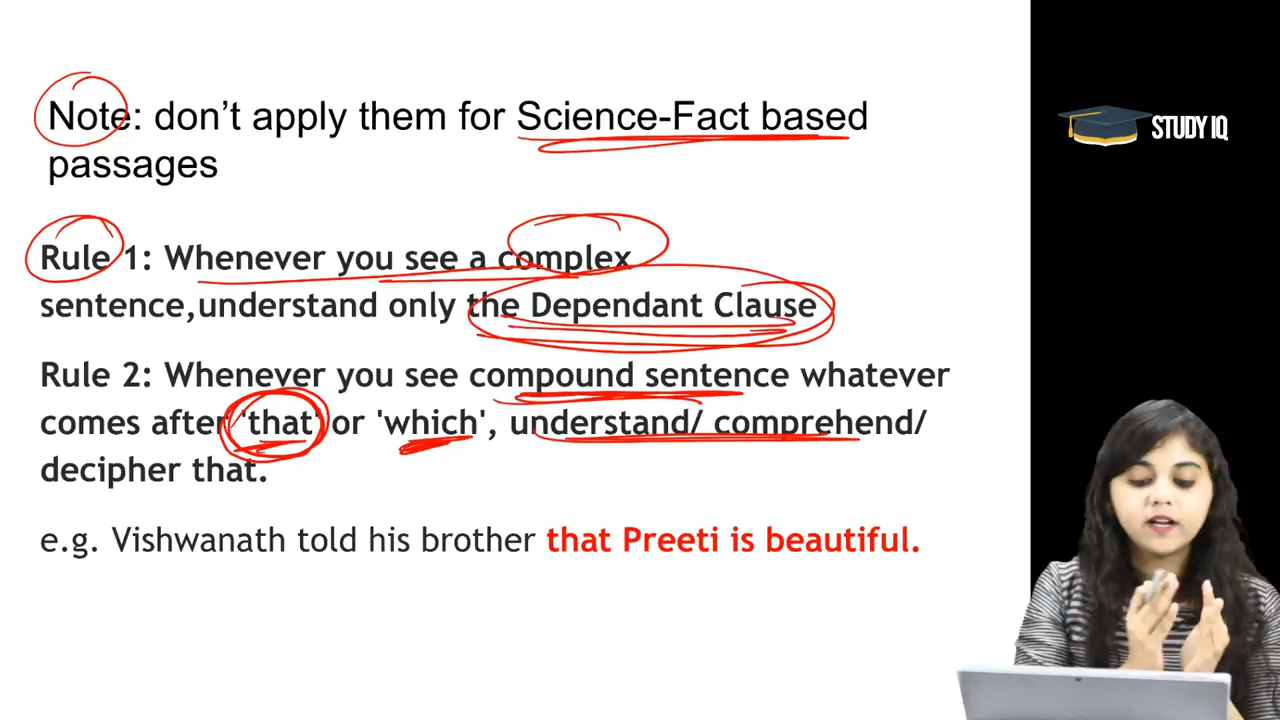 Note: don't apply them for Science-Fact based
passages
STUDY IQ
Rule 1: Whenever you see a complex
sentence,understand only the Dependant Clause
Rule 2: Whenever you see compound sentence whatever
comes after 'that' or 'which', understand/ comprehend/
decipher that.
e.g. Vishwanath told his brother that Preeti is beautiful.